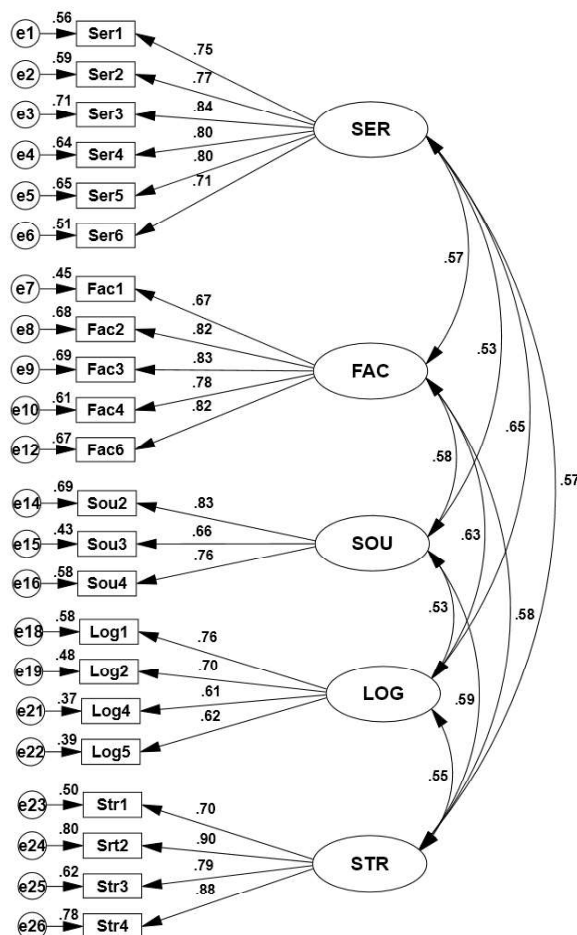 e1 .56 Ser1 .75
e2 .59 Ser2 .77
e3 .71 Ser3 .84
SER
e4 .64 Ser4 .80
e5 .65 Ser5 .80
e6 .51 Ser6 .71
.57
e7 .45 Fac1 .67
e8 .68 Fac2 .82
.53
e9 .69 Fac3 .83
FAC
e10 .61 Fac4 .78
e12 .67 Fac6 .82
.65
.58
.57
e14 .69 Sou2 .83
e15 .43 Sou3 .66
SOU
.63
e16 .58 Sou4 .76
.53
.58
e18 .58 Log1 .76
e19 .48 Log2 .70
LOG
.59
e21 .37 Log4 .61
e22 .39 Log5 .62
.55
e23 .50 Str1 .70
e24 .80 Srt2 .90
STR
e25 .62 Str3 .79
e26 .78 Str4 .88